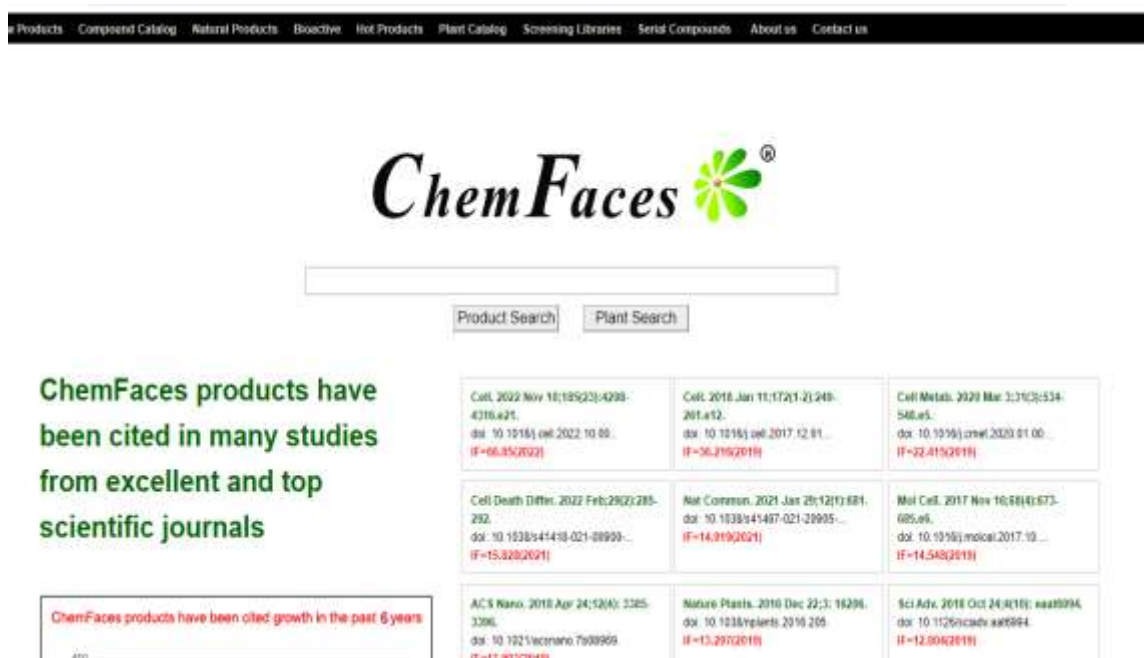 Products Compound Catalog Natural Products Bioactive Hot Products Plant Catalog Screening Libraries Serial Compounds About us Contact us
ChemFaces ®
Product Search Plant Search
ChemFaces products have
been cited in many studies
from excellent and top
scientific journals
Cell. 2022 Nov 10;185(23):4298-
4316.e21.
doi: 10.1016/j.cell.2022.10.00...
IF=66.85(2022)
Cell. 2018 Jan 11;172(1-2):249-
261.e12.
doi: 10.1016/j.cell.2017.12.01...
IF=36.216(2019)
Cell Metab. 2020 Mar 3;31(3):534-
548.e5.
doi: 10.1016/j.cmet.2020.01.00...
IF=22.415(2019)
Cell Death Differ. 2022 Feb;29(2):285-
292.
doi: 10.1038/s41418-021-
IF=15.828(2021)
Nat Commun. 2021 Jan 29;12(1):681.
doi: 10.1038/s41467-021-
IF=14.919(2021)
Mol Cell. 2017 Nov 16;68(4):673-
685.e6.
doi: 10.1016/j.molcel.2017.10....
IF=14.548(2019)
ACS Nano. 2018 Apr 24;12(4): 3385-
3396.
doi: 10.1021/acsnano.7b08969.
Nature Plants. 2016 Dec 22;3: 16206.
doi: 10.1038/nplants.2016.205.
IF=13.297(2019)
Sci Adv. 2018 Oct 24;4(10): eaat6994.
doi: 10.1126/sciadv.aat6994.
IF=12.804(2019)
ChemFaces products have been cited growth in the past 6 years